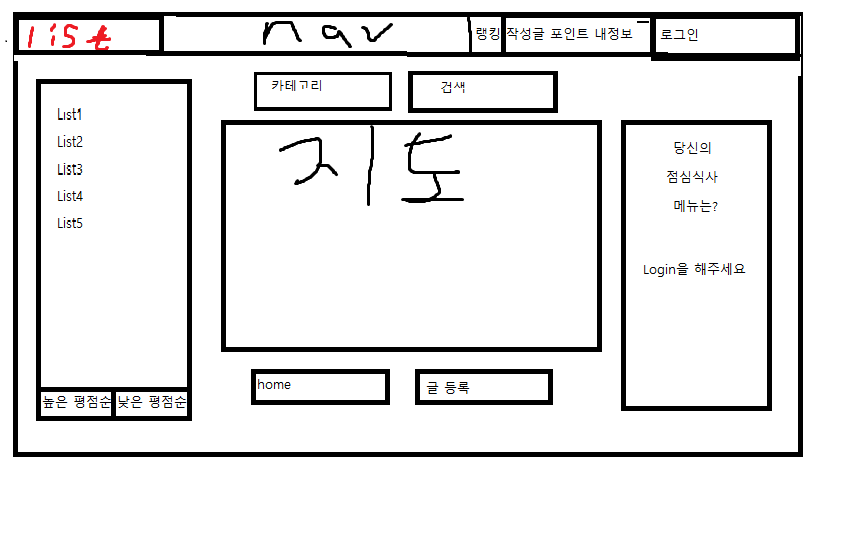 list
nav
랭킹
작성글 포인트 내정보
로그인
카테고리
검색
List1
List2
List3
List4
List5
지도
당신의
점심식사
메뉴는?
Login을 해주세요
home
글 등록
높은 평점순
낮은 평점순